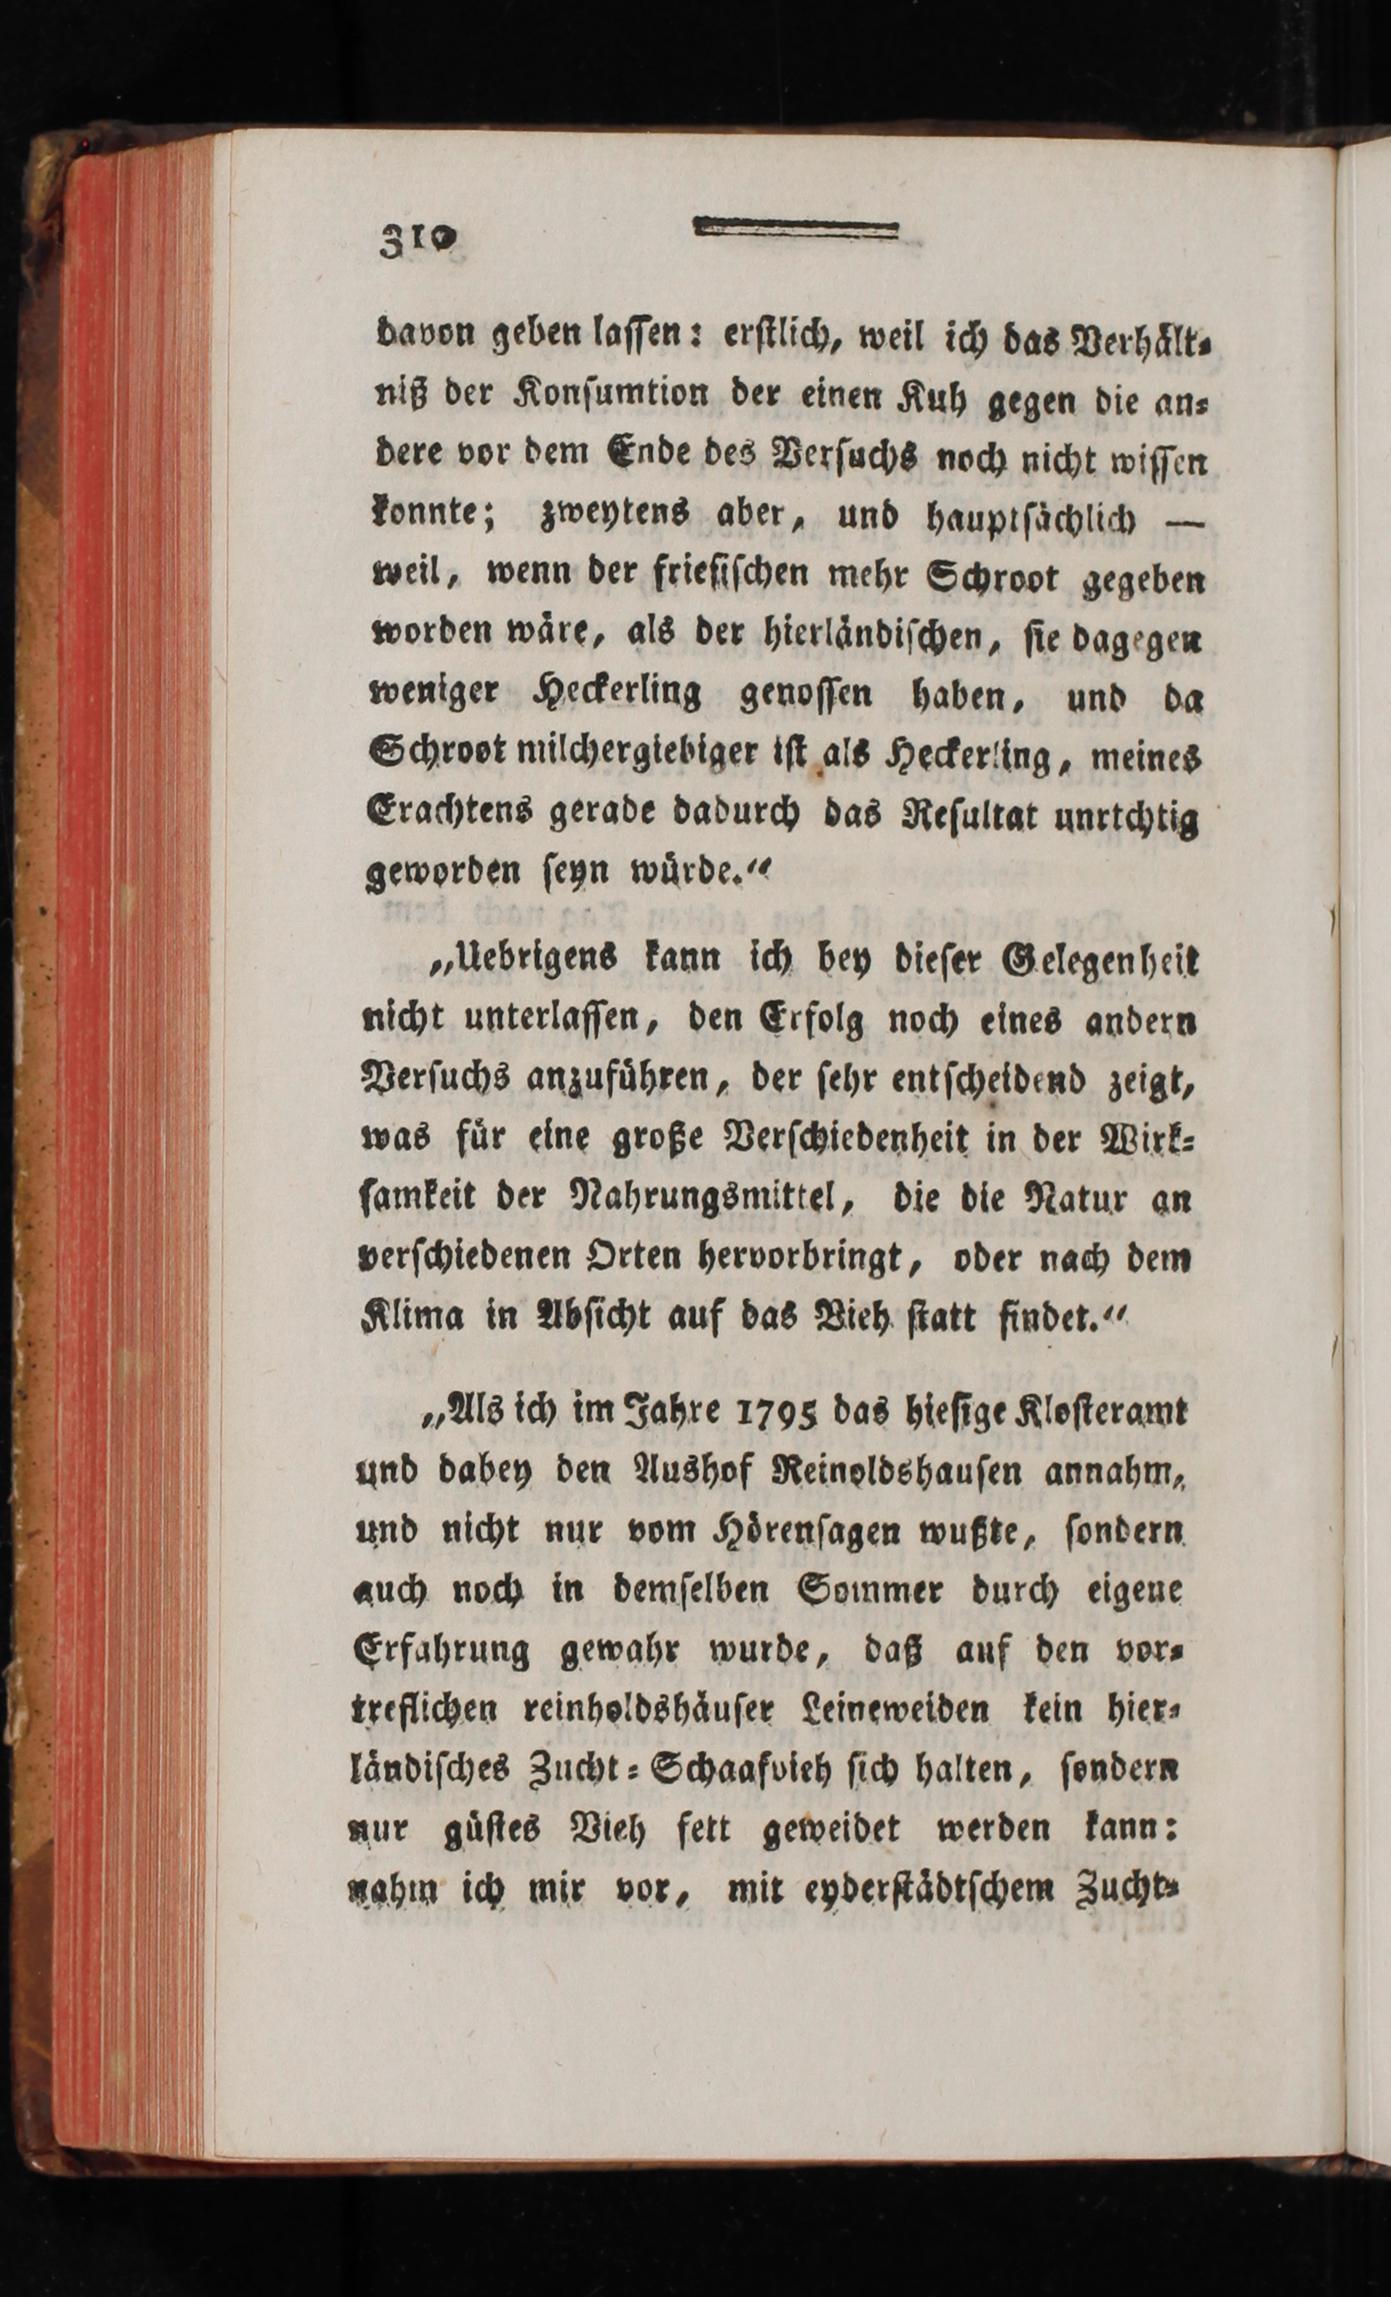 310
davon geben lassen: erstlich, weil ich das Verhält-
niß der Konsumtion der einen Kuh gegen die an-
dere vor dem Ende des Versuchs noch nicht wissen
konnte; zweytens aber, und hauptsächlich —
weil, wenn der friesischen mehr Schroot gegeben
worden wäre, als der hierländischen, sie dagegen
weniger Heckerling genossen haben, und da
Schroot milchergiebiger ist als Heckerling, meines
Erachtens gerade dadurch das Resultat unrtchtig
geworden seyn würde.“
„Uebrigens kann ich bey dieser Gelegenheit
nicht unterlassen, den Erfolg noch eines andern
Versuchs anzuführen, der sehr entscheidend zeigt,
was für eine große Verschiedenheit in der Wirk-
samkeit der Nahrungsmittel, die die Natur an
verschiedenen Orten hervorbringt, oder nach dem
Klima in Absicht auf das Vieh statt findet.“
„Als ich im Jahre 1795 das hiesige Klosteramt
und dabey den Aushof Reinoldshausen annahm,
und nicht nur vom Hörensagen wußte, sondern
auch noch in demselben Sommer durch eigene
Erfahrung gewahr wurde, daß auf den vor-
treflichen reinholdshäuser Leineweiden kein hier-
ländisches Zucht-Schaafvieh sich halten, sondern
nur güstes Vieh fett geweidet werden kann:
nahm ich mir vor, mit eyderstädtschem Zucht-